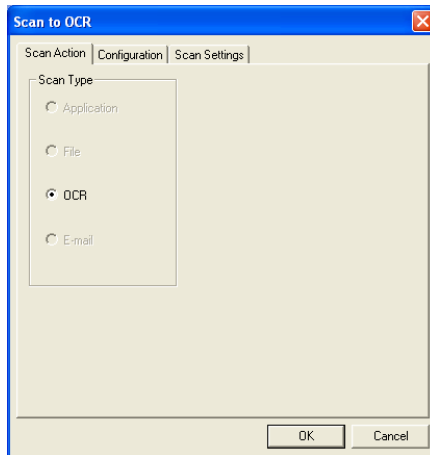 Scan to OCR
Scan Action Configuration Scan Settings
Scan Type
Application
File
OCR
E-mail
OK Cancel